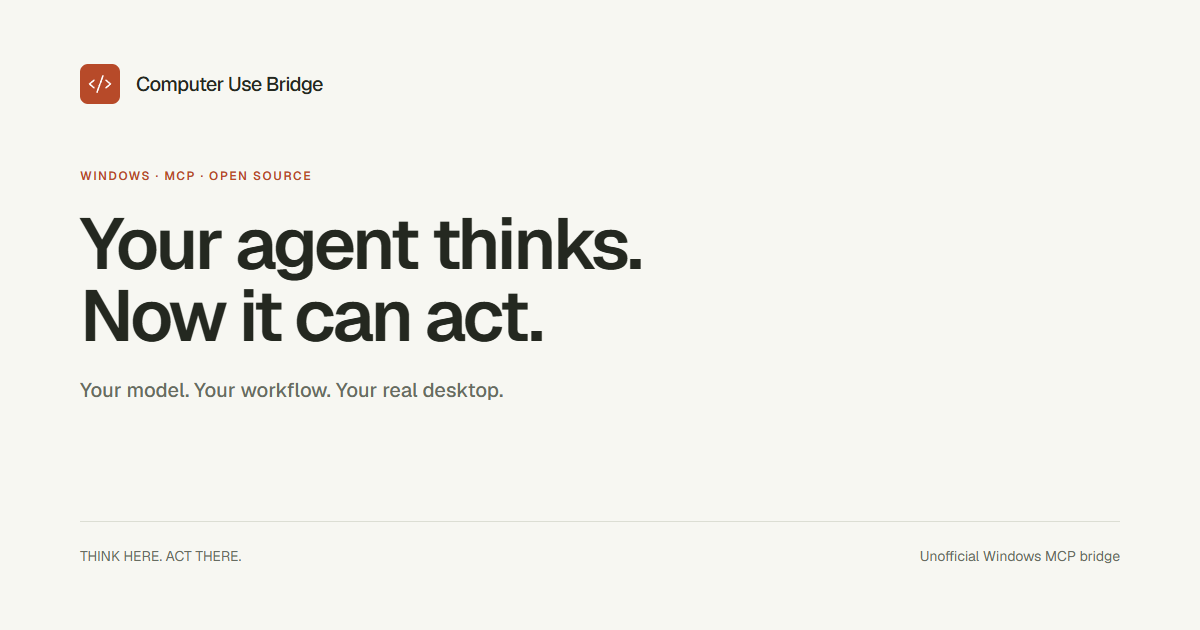 </>
Computer Use Bridge
WINDOWS · MCP · OPEN SOURCE
Your agent thinks.
Now it can act.
Your model. Your workflow. Your real desktop.
THINK HERE. ACT THERE.
Unofficial Windows MCP bridge